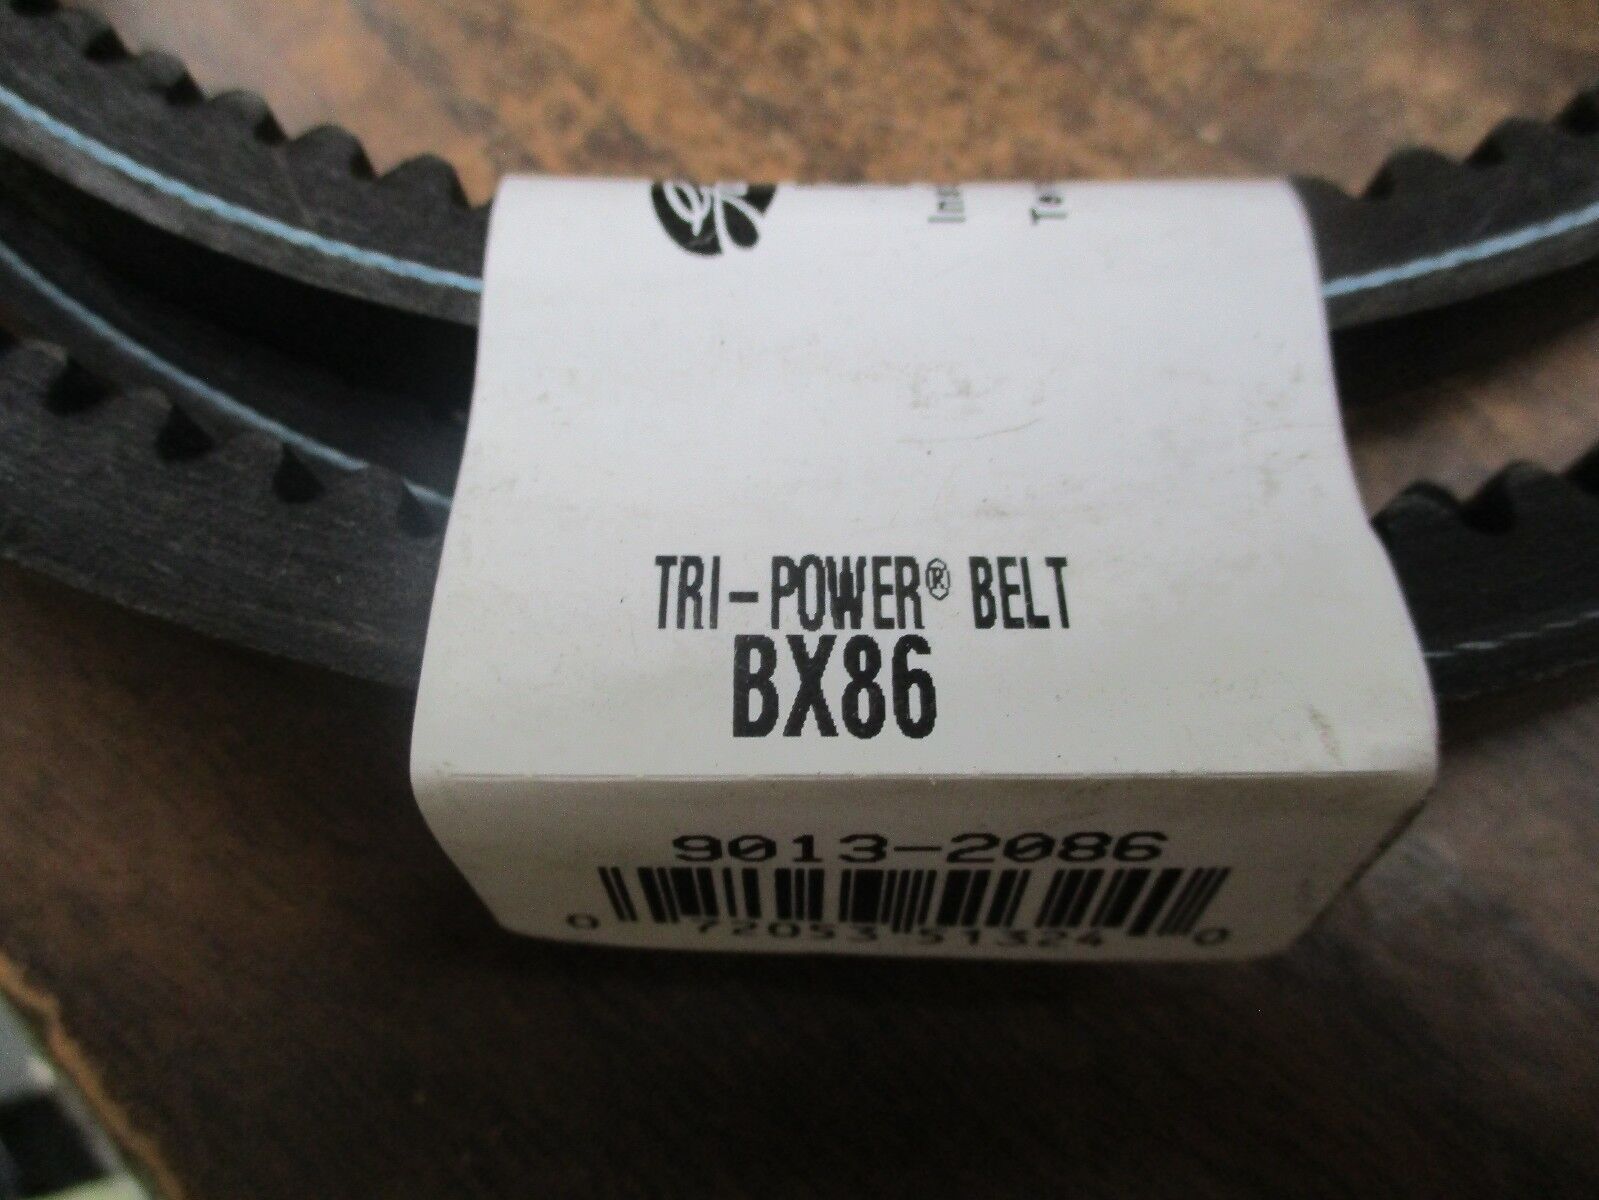 TRI-POWER® BELT
BX86
9013-2086
0 72053 51324 0